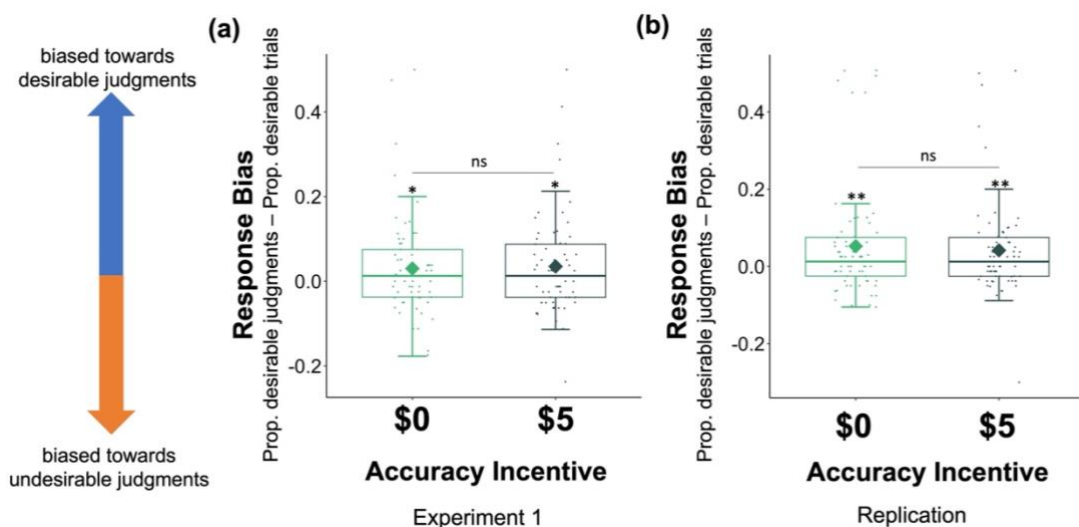 biased towards
desirable judgments
biased towards
undesirable judgments
(a)
Response Bias
Prop. desirable judgments – Prop. desirable trials
0.4
0.2
0.0
-0.2
ns
*
*
$0
$5
Accuracy Incentive
Experiment 1
(b)
Response Bias
Prop. desirable judgments – Prop. desirable trials
0.4
0.2
0.0
-0.2
ns
**
**
$0
$5
Accuracy Incentive
Replication